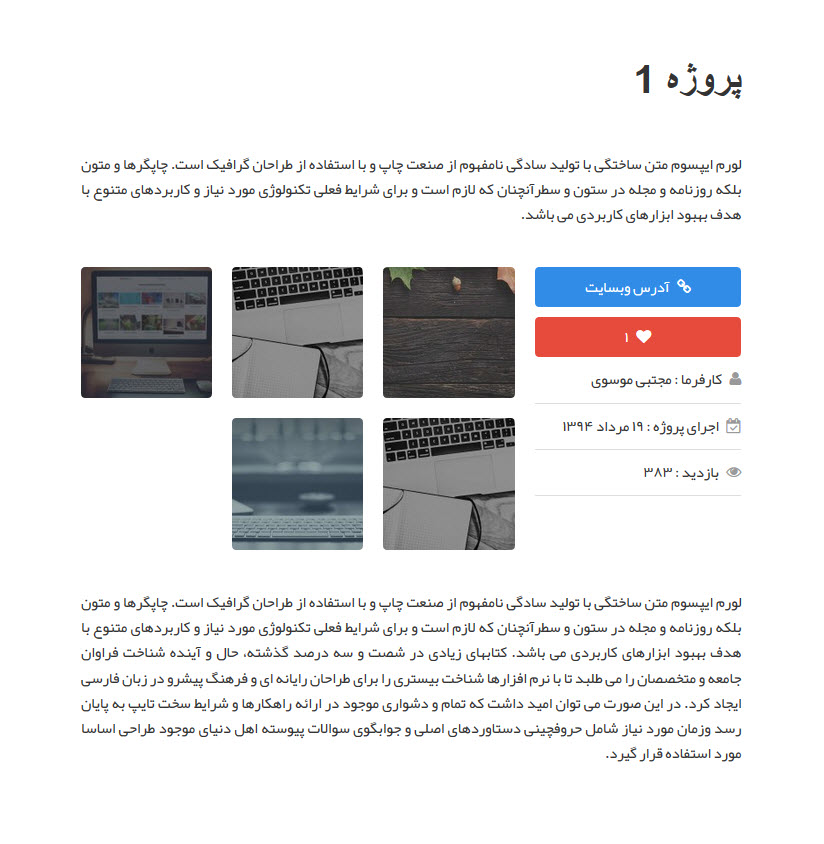 پروژه 1
لورم ایپسوم متن ساختگی با تولید سادگی نامفهوم از صنعت چاپ و با استفاده از طراحان گرافیک است. چاپگرها و متون
بلکه روزنامه و مجله در ستون و سطرآنچنان که لازم است و برای شرایط فعلی تکنولوژی مورد نیاز و کاربردهای متنوع با
هدف بهبود ابزارهای کاربردی می باشد.
آدرس وبسایت
۱
کارفرما : مجتبی موسوی
اجرای پروژه : ۱۹ مرداد ۱۳۹۴
بازدید : ۳۸۳
لورم ایپسوم متن ساختگی با تولید سادگی نامفهوم از صنعت چاپ و با استفاده از طراحان گرافیک است. چاپگرها و متون
بلکه روزنامه و مجله در ستون و سطرآنچنان که لازم است و برای شرایط فعلی تکنولوژی مورد نیاز و کاربردهای متنوع با
هدف بهبود ابزارهای کاربردی می باشد. کتابهای زیادی در شصت و سه درصد گذشته، حال و آینده شناخت فراوان
جامعه و متخصصان را می طلبد تا با نرم افزارها شناخت بیشتری را برای طراحان رایانه ای و فرهنگ پیشرو در زبان فارسی
ایجاد کرد. در این صورت می توان امید داشت که تمام و دشواری موجود در ارائه راهکارها و شرایط سخت تایپ به پایان
رسد وزمان مورد نیاز شامل حروفچینی دستاوردهای اصلی و جوابگوی سوالات پیوسته اهل دنیای موجود طراحی اساسا
مورد استفاده قرار گیرد.